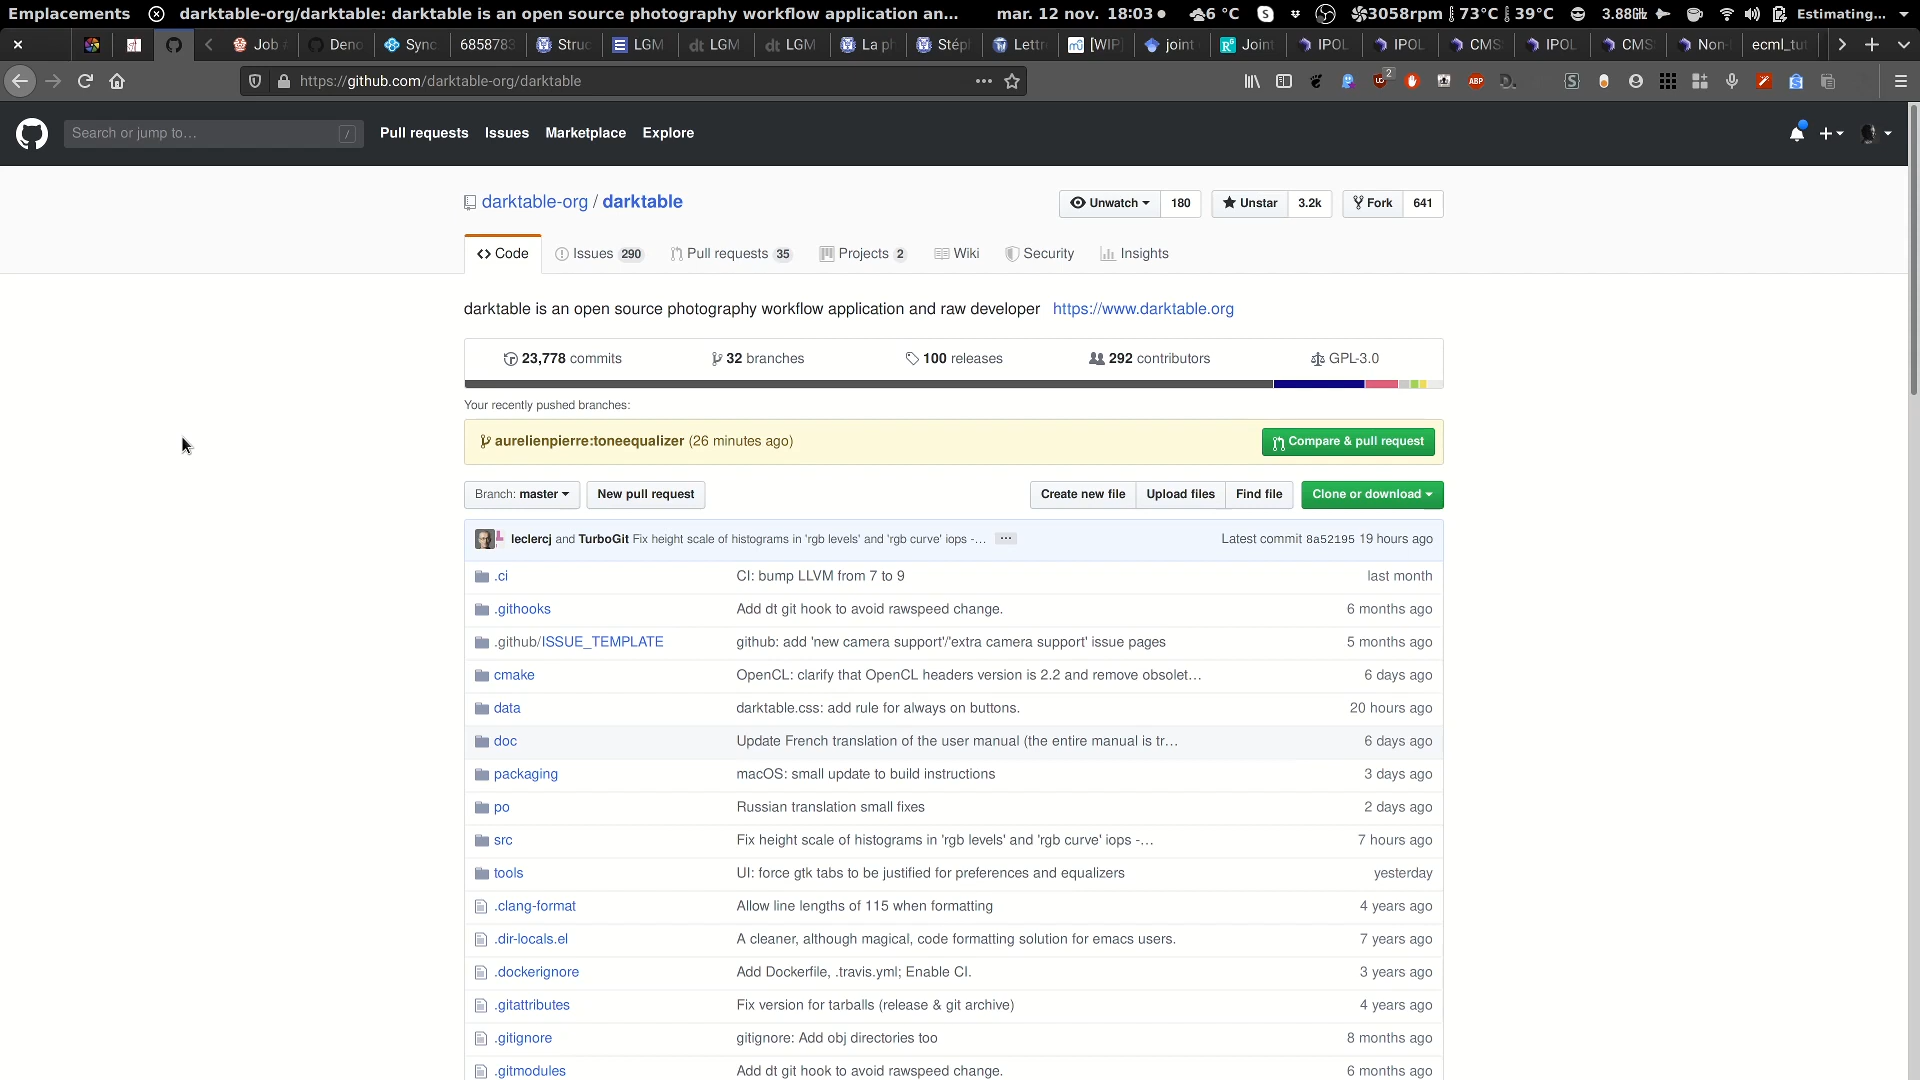 Emplacements darktable-org/darktable: darktable is an open source photography workflow application an... mar. 12 nov. 18:03 6 °C 3058rpm 73°C 39°C 3.88GHz Estimating...
Job Deno Sync 6858783 Struc LGM LGM LGM La p Stép Lettr [WIP] joint Joint IPOL IPOL CMS IPOL CMS Non- ecml_tut
https://github.com/darktable-org/darktable 2 ABP
Search or jump to... / Pull requests Issues Marketplace Explore
darktable-org / darktable Unwatch 180 Unstar 3.2k Fork 641
Code Issues 290 Pull requests 35 Projects 2 Wiki Security Insights
darktable is an open source photography workflow application and raw developer https://www.darktable.org
23,778 commits 32 branches 100 releases 292 contributors GPL-3.0
Your recently pushed branches:
aurelienpierre:toneequalizer (26 minutes ago) Compare & pull request
Branch: master New pull request Create new file Upload files Find file Clone or download
leclercj and TurboGit Fix height scale of histograms in 'rgb levels' and 'rgb curve' iops -... ... Latest commit 8a52195 19 hours ago
.ci CI: bump LLVM from 7 to 9 last month
.githooks Add dt git hook to avoid rawspeed change. 6 months ago
.github/ISSUE_TEMPLATE github: add 'new camera support'/'extra camera support' issue pages 5 months ago
cmake OpenCL: clarify that OpenCL headers version is 2.2 and remove obsolet... 6 days ago
data darktable.css: add rule for always on buttons. 20 hours ago
doc Update French translation of the user manual (the entire manual is tr... 6 days ago
packaging macOS: small update to build instructions 3 days ago
po Russian translation small fixes 2 days ago
src Fix height scale of histograms in 'rgb levels' and 'rgb curve' iops -... 7 hours ago
tools UI: force gtk tabs to be justified for preferences and equalizers yesterday
.clang-format Allow line lengths of 115 when formatting 4 years ago
.dir-locals.el A cleaner, although magical, code formatting solution for emacs users. 7 years ago
.dockerignore Add Dockerfile, .travis.yml; Enable CI. 3 years ago
.gitattributes Fix version for tarballs (release & git archive) 4 years ago
.gitignore gitignore: Add obj directories too 8 months ago
.gitmodules Add dt git hook to avoid rawspeed change. 6 months ago